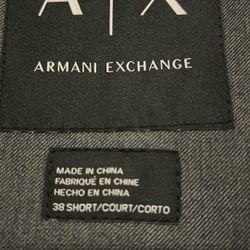 A|X
ARMANI EXCHANGE
MADE IN CHINA
FABRIQUÉ EN CHINE
HECHO EN CHINA
38 SHORT/COURT/CORTO